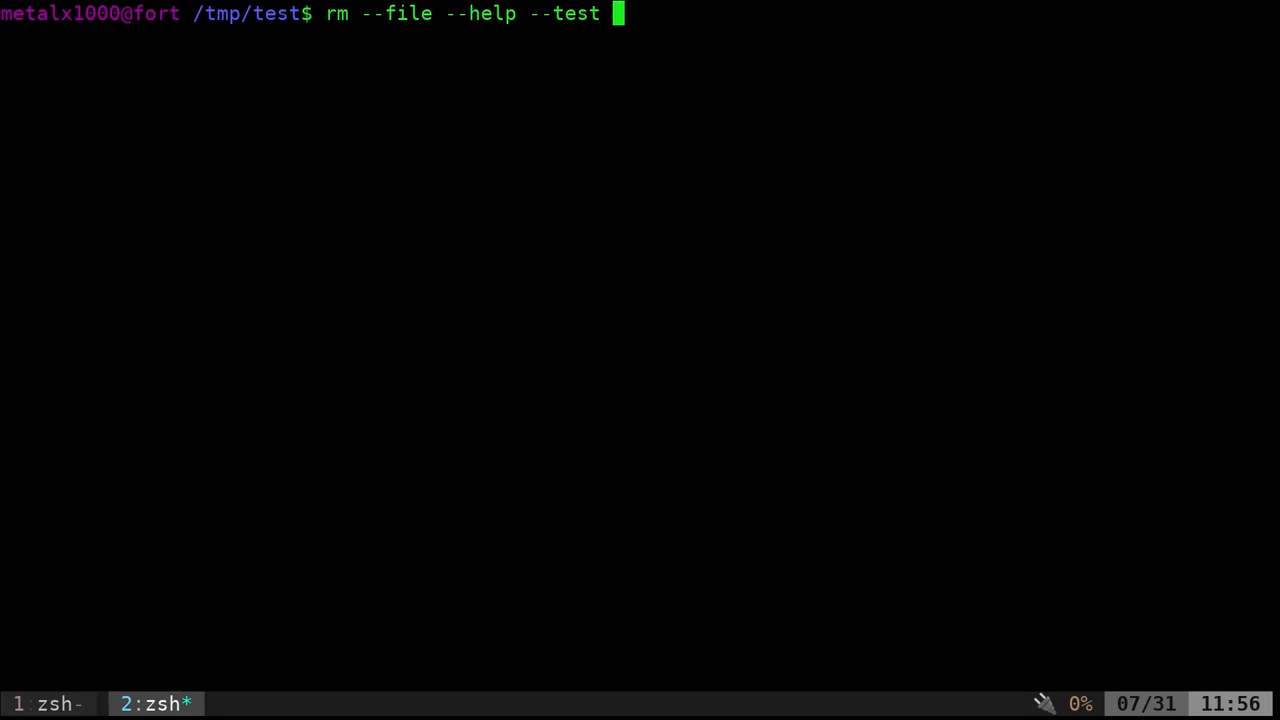 metalx1000@fort /tmp/test$ rm --file --help --test
1:zsh- 2:zsh* 0% 07/31 11:56